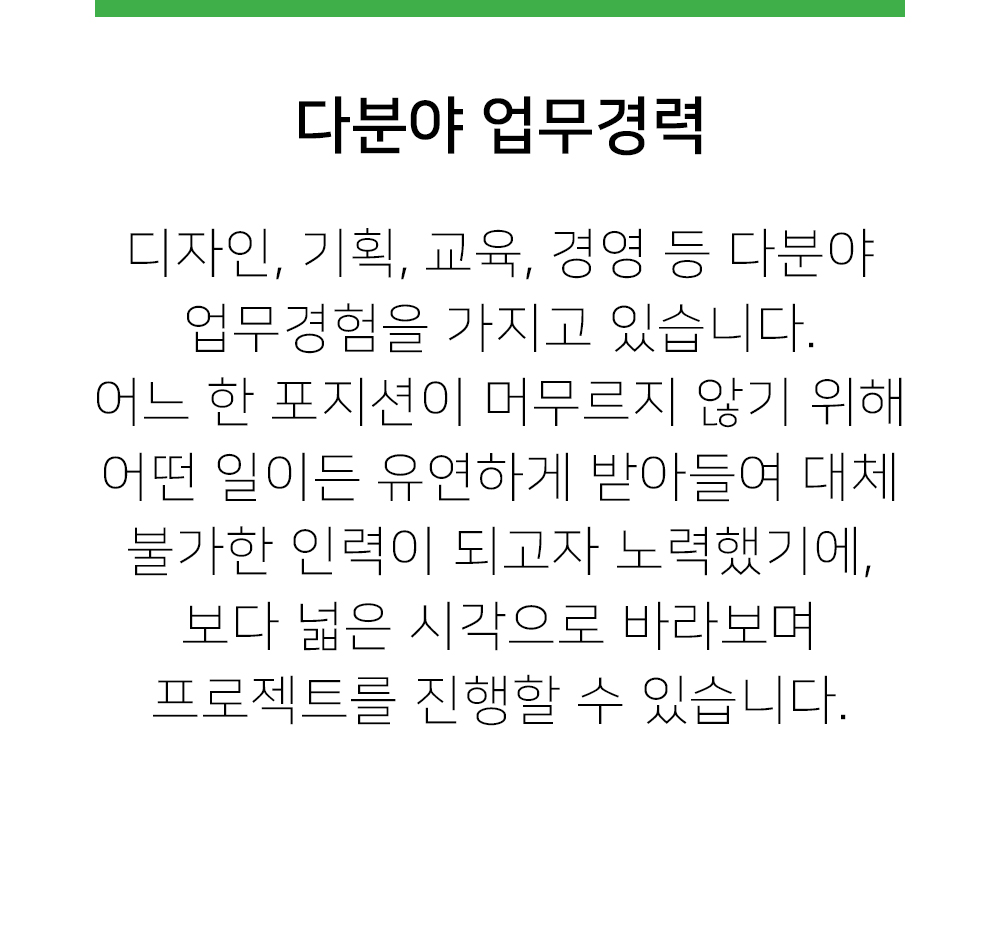 다분야 업무경력
디자인, 기획, 교육, 경영 등 다분야
업무경험을 가지고 있습니다.
어느 한 포지션이 머무르지 않기 위해
어떤 일이든 유연하게 받아들여 대체
불가한 인력이 되고자 노력했기에,
보다 넓은 시각으로 바라보며
프로젝트를 진행할 수 있습니다.